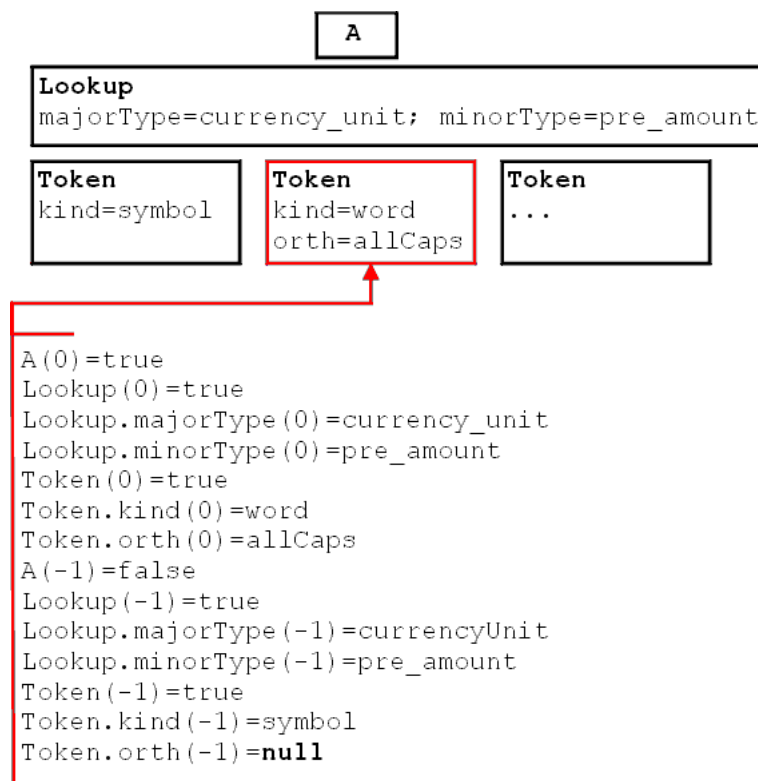 A
Lookup
majorType=currency_unit; minorType=pre_amount
Token
kind=symbol
Token
kind=word
orth=allCaps
Token
...
A(0)=true
Lookup(0)=true
Lookup.majorType(0)=currency_unit
Lookup.minorType(0)=pre_amount
Token(0)=true
Token.kind(0)=word
Token.orth(0)=allCaps
A(-1)=false
Lookup(-1)=true
Lookup.majorType(-1)=currencyUnit
Lookup.minorType(-1)=pre_amount
Token(-1)=true
Token.kind(-1)=symbol
Token.orth(-1)=null